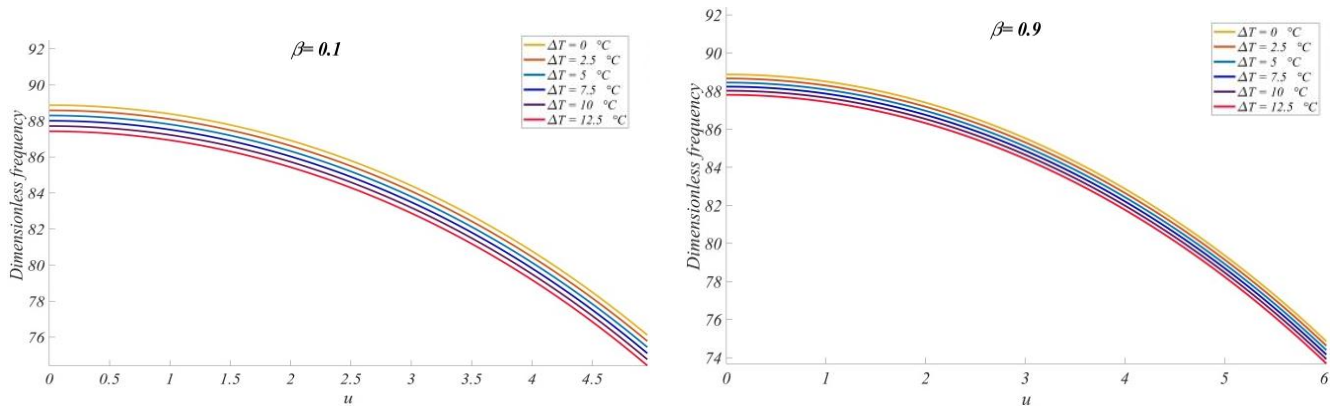 β= 0.1
ΔT = 0 °C
ΔT = 2.5 °C
ΔT = 5 °C
ΔT = 7.5 °C
ΔT = 10 °C
ΔT = 12.5 °C
Dimensionless frequency
92
90
88
86
84
82
80
78
76
0 0.5 1 1.5 2 2.5 3 3.5 4 4.5
u
β= 0.9
ΔT = 0 °C
ΔT = 2.5 °C
ΔT = 5 °C
ΔT = 7.5 °C
ΔT = 10 °C
ΔT = 12.5 °C
Dimensionless frequency
92
90
88
86
84
82
80
78
76
74
0 1 2 3 4 5 6
u